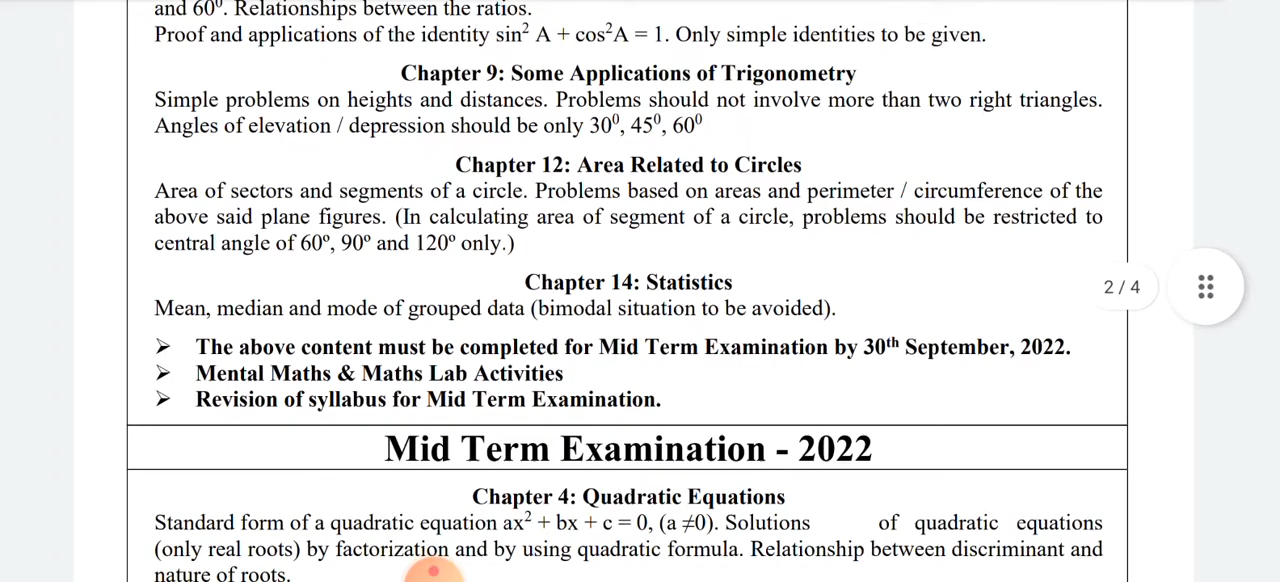 and 60⁰. Relationships between the ratios.
Proof and applications of the identity sin² A + cos²A = 1. Only simple identities to be given.
Chapter 9: Some Applications of Trigonometry
Simple problems on heights and distances. Problems should not involve more than two right triangles.
Angles of elevation / depression should be only 30⁰, 45⁰, 60⁰
Chapter 12: Area Related to Circles
Area of sectors and segments of a circle. Problems based on areas and perimeter / circumference of the
above said plane figures. (In calculating area of segment of a circle, problems should be restricted to
central angle of 60º, 90º and 120º only.)
Chapter 14: Statistics
Mean, median and mode of grouped data (bimodal situation to be avoided).
2 / 4
➢ The above content must be completed for Mid Term Examination by 30ᵗʰ September, 2022.
➢ Mental Maths & Maths Lab Activities
➢ Revision of syllabus for Mid Term Examination.
Mid Term Examination - 2022
Chapter 4: Quadratic Equations
Standard form of a quadratic equation ax² + bx + c = 0, (a ≠0). Solutions of quadratic equations
(only real roots) by factorization and by using quadratic formula. Relationship between discriminant and
nature of roots.